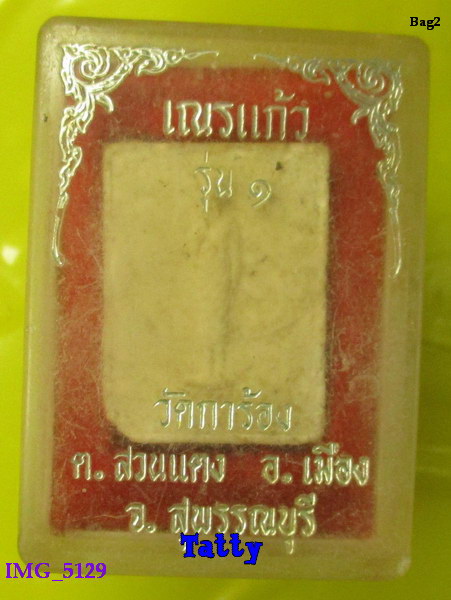 Bag2
เณรแก้ว
รุ่น ๑
วัดการ้อง
ต. สวนแตง อ. เมือง
จ. สุพรรณบุรี
Tatty
IMG_5129